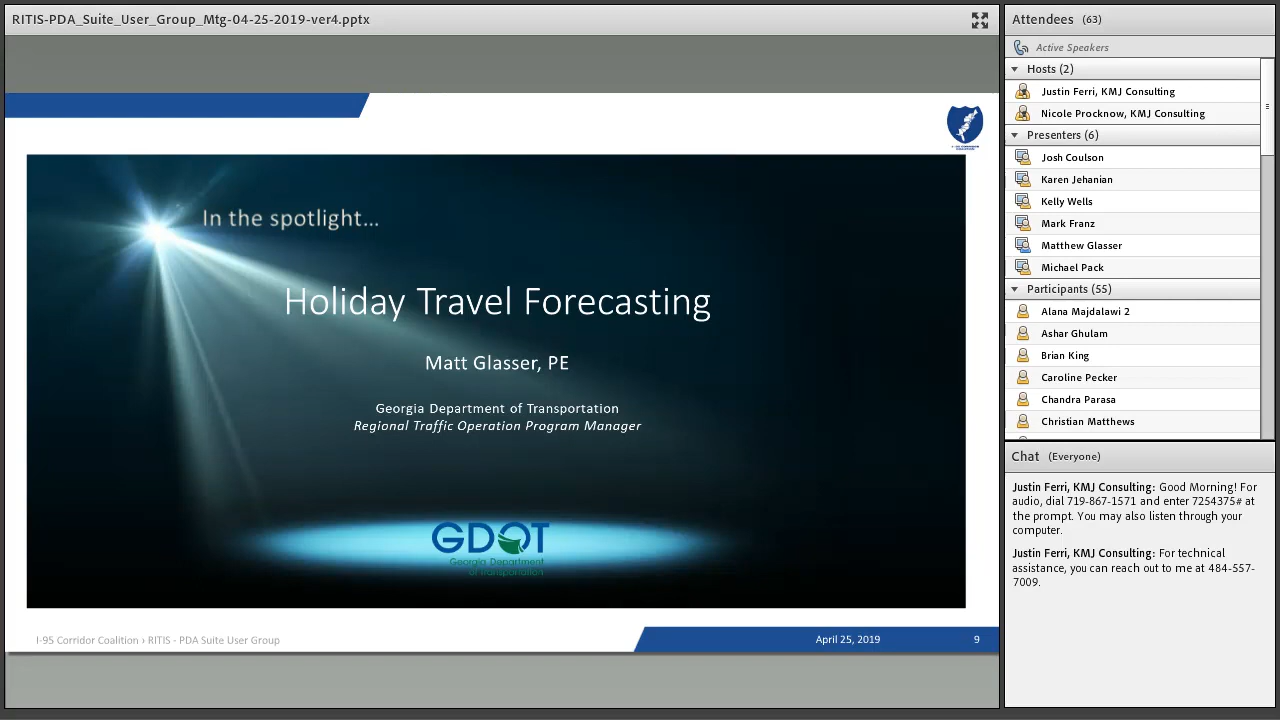 RITIS-PDA_Suite_User_Group_Mtg-04-25-2019-ver4.pptx
In the spotlight...
Holiday Travel Forecasting
Matt Glasser, PE
Georgia Department of Transportation
Regional Traffic Operation Program Manager
GDOT
Georgia Department
of Transportation
I-95 Corridor Coalition › RITIS - PDA Suite User Group
April 25, 2019
9
Attendees (63)
Active Speakers
Hosts (2)
Justin Ferri, KMJ Consulting
Nicole Procknow, KMJ Consulting
Presenters (6)
Josh Coulson
Karen Jehanian
Kelly Wells
Mark Franz
Matthew Glasser
Michael Pack
Participants (55)
Alana Majdalawi 2
Ashar Ghulam
Brian King
Caroline Pecker
Chandra Parasa
Christian Matthews
Chat (Everyone)
Justin Ferri, KMJ Consulting: Good Morning! For
audio, dial 719-867-1571 and enter 7254375# at
the prompt. You may also listen through your
computer.
Justin Ferri, KMJ Consulting: For technical
assistance, you can reach out to me at 484-557-
7009.